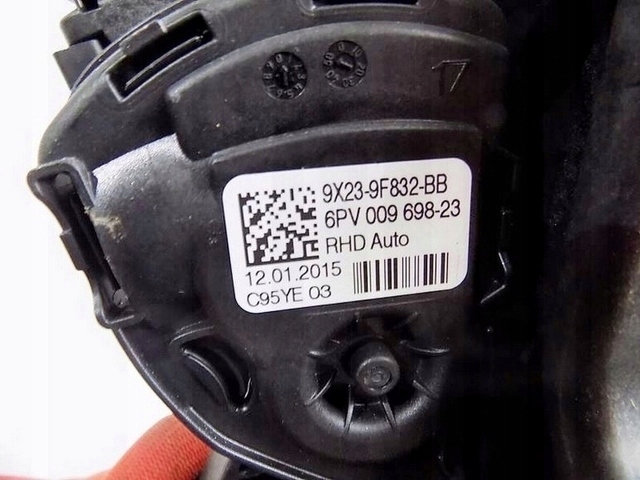 17
9X23-9F832-BB
6PV 009 698-23
RHD Auto
12.01.2015
C95YE 03